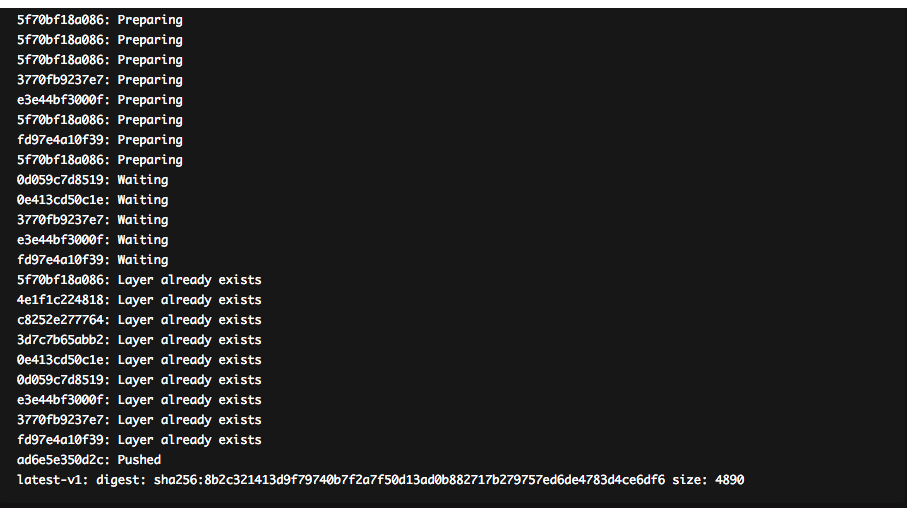 5f70bf18a086: Preparing
5f70bf18a086: Preparing
5f70bf18a086: Preparing
3770fb9237e7: Preparing
e3e44bf3000f: Preparing
5f70bf18a086: Preparing
fd97e4a10f39: Preparing
5f70bf18a086: Preparing
0d059c7d8519: Waiting
0e413cd50c1e: Waiting
3770fb9237e7: Waiting
e3e44bf3000f: Waiting
fd97e4a10f39: Waiting
5f70bf18a086: Layer already exists
4e1f1c224818: Layer already exists
c8252e277764: Layer already exists
3d7c7b65abb2: Layer already exists
0e413cd50c1e: Layer already exists
0d059c7d8519: Layer already exists
e3e44bf3000f: Layer already exists
3770fb9237e7: Layer already exists
fd97e4a10f39: Layer already exists
ad6e5e350d2c: Pushed
latest-v1: digest: sha256:8b2c321413d9f79740b7f2a7f50d13ad0b882717b279757ed6de4783d4ce6df6 size: 4890